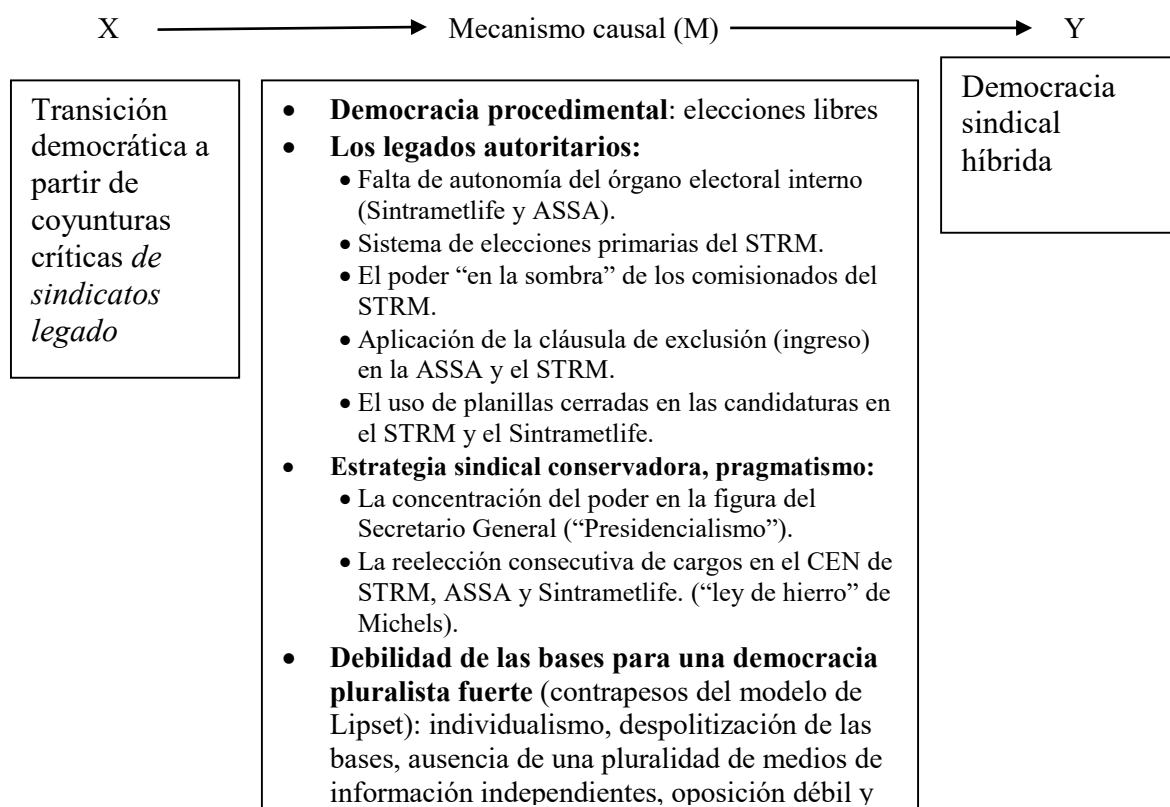 X Mecanismo causal (M) Y
Transición
democrática a
partir de
coyunturas
críticas de
sindicatos
legado
• Democracia procedimental: elecciones libres
• Los legados autoritarios:
• Falta de autonomía del órgano electoral interno
(Sintrametlife y ASSA).
• Sistema de elecciones primarias del STRM.
• El poder “en la sombra” de los comisionados del
STRM.
• Aplicación de la cláusula de exclusión (ingreso)
en la ASSA y el STRM.
• El uso de planillas cerradas en las candidaturas en
el STRM y el Sintrametlife.
• Estrategia sindical conservadora, pragmatismo:
• La concentración del poder en la figura del
Secretario General (“Presidencialismo”).
• La reelección consecutiva de cargos en el CEN de
STRM, ASSA y Sintrametlife. (“ley de hierro” de
Michels).
• Debilidad de las bases para una democracia
pluralista fuerte (contrapesos del modelo de
Lipset): individualismo, despolitización de las
bases, ausencia de una pluralidad de medios de
información independientes, oposición débil y
Democracia
sindical
híbrida